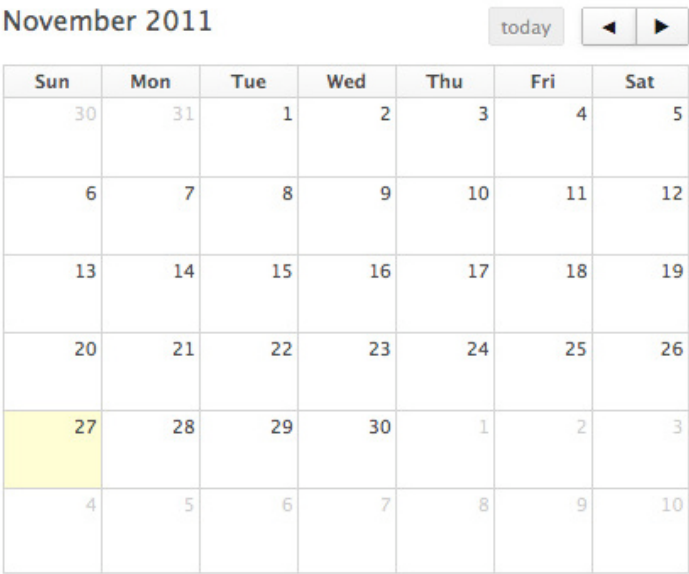 November 2011 today ◄ ►
Sun Mon Tue Wed Thu Fri Sat
30 31 1 2 3 4 5
6 7 8 9 10 11 12
13 14 15 16 17 18 19
20 21 22 23 24 25 26
27 28 29 30 1 2 3
4 5 6 7 8 9 10